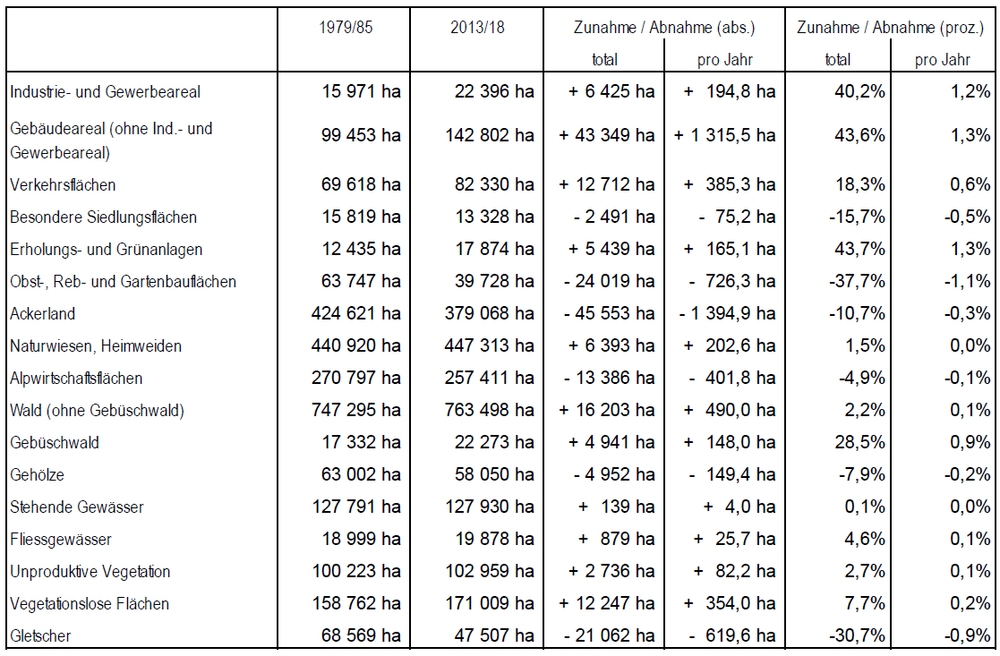 1979/85 2013/18 Zunahme / Abnahme (abs.) Zunahme / Abnahme (proz.)
total pro Jahr total pro Jahr
Industrie- und Gewerbeareal 15 971 ha 22 396 ha + 6 425 ha + 194,8 ha 40,2% 1,2%
Gebäudeareal (ohne Ind.- und
Gewerbeareal) 99 453 ha 142 802 ha + 43 349 ha + 1 315,5 ha 43,6% 1,3%
Verkehrsflächen 69 618 ha 82 330 ha + 12 712 ha + 385,3 ha 18,3% 0,6%
Besondere Siedlungsflächen 15 819 ha 13 328 ha - 2 491 ha - 75,2 ha -15,7% -0,5%
Erholungs- und Grünanlagen 12 435 ha 17 874 ha + 5 439 ha + 165,1 ha 43,7% 1,3%
Obst-, Reb- und Gartenbauflächen 63 747 ha 39 728 ha - 24 019 ha - 726,3 ha -37,7% -1,1%
Ackerland 424 621 ha 379 068 ha - 45 553 ha - 1 394,9 ha -10,7% -0,3%
Naturwiesen, Heimweiden 440 920 ha 447 313 ha + 6 393 ha + 202,6 ha 1,5% 0,0%
Alpwirtschaftsflächen 270 797 ha 257 411 ha - 13 386 ha - 401,8 ha -4,9% -0,1%
Wald (ohne Gebüschwald) 747 295 ha 763 498 ha + 16 203 ha + 490,0 ha 2,2% 0,1%
Gebüschwald 17 332 ha 22 273 ha + 4 941 ha + 148,0 ha 28,5% 0,9%
Gehölze 63 002 ha 58 050 ha - 4 952 ha - 149,4 ha -7,9% -0,2%
Stehende Gewässer 127 791 ha 127 930 ha + 139 ha + 4,0 ha 0,1% 0,0%
Fliessgewässer 18 999 ha 19 878 ha + 879 ha + 25,7 ha 4,6% 0,1%
Unproduktive Vegetation 100 223 ha 102 959 ha + 2 736 ha + 82,2 ha 2,7% 0,1%
Vegetationslose Flächen 158 762 ha 171 009 ha + 12 247 ha + 354,0 ha 7,7% 0,2%
Gletscher 68 569 ha 47 507 ha - 21 062 ha - 619,6 ha -30,7% -0,9%